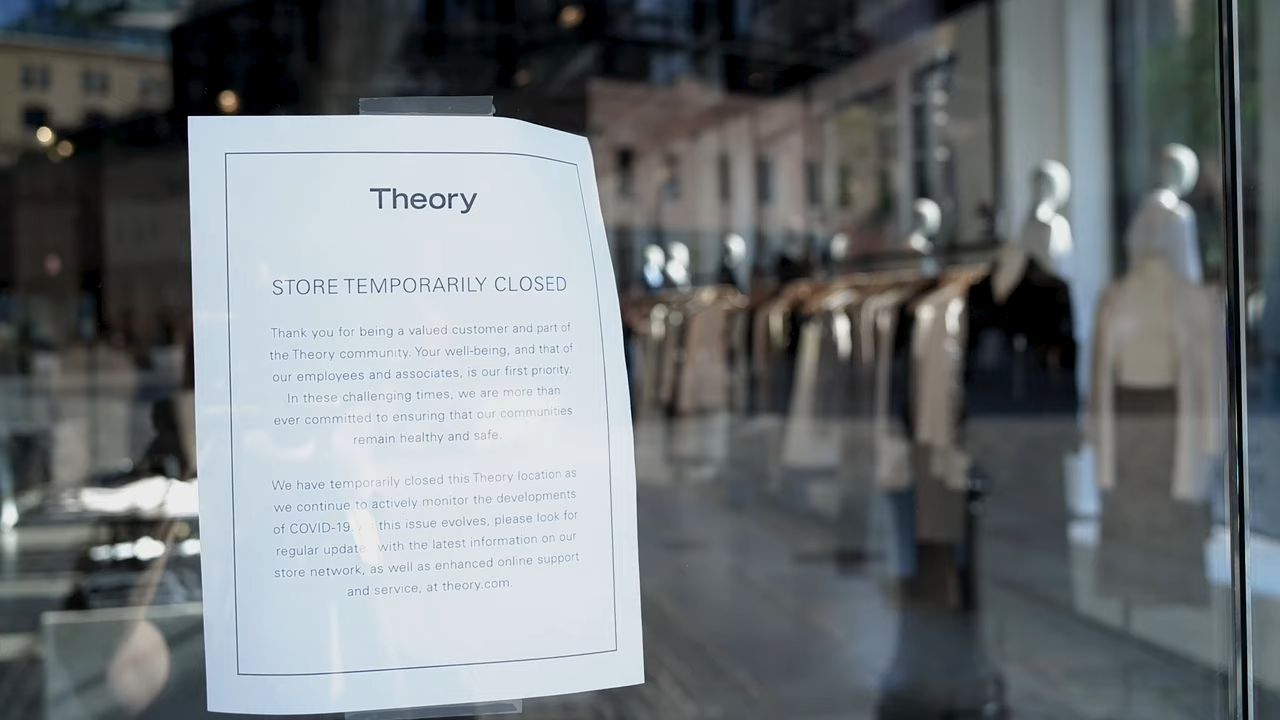 Theory
STORE TEMPORARILY CLOSED
Thank you for being a valued customer and part of
the Theory community. Your well-being, and that of
our employees and associates, is our first priority.
In these challenging times, we are more than
ever committed to ensuring that our communities
remain healthy and safe.
We have temporarily closed this Theory location as
we continue to actively monitor the developments
of COVID-19. this issue evolves, please look for
regular update with the latest information on our
store network, as well as enhanced online support
and service, at theory.com.